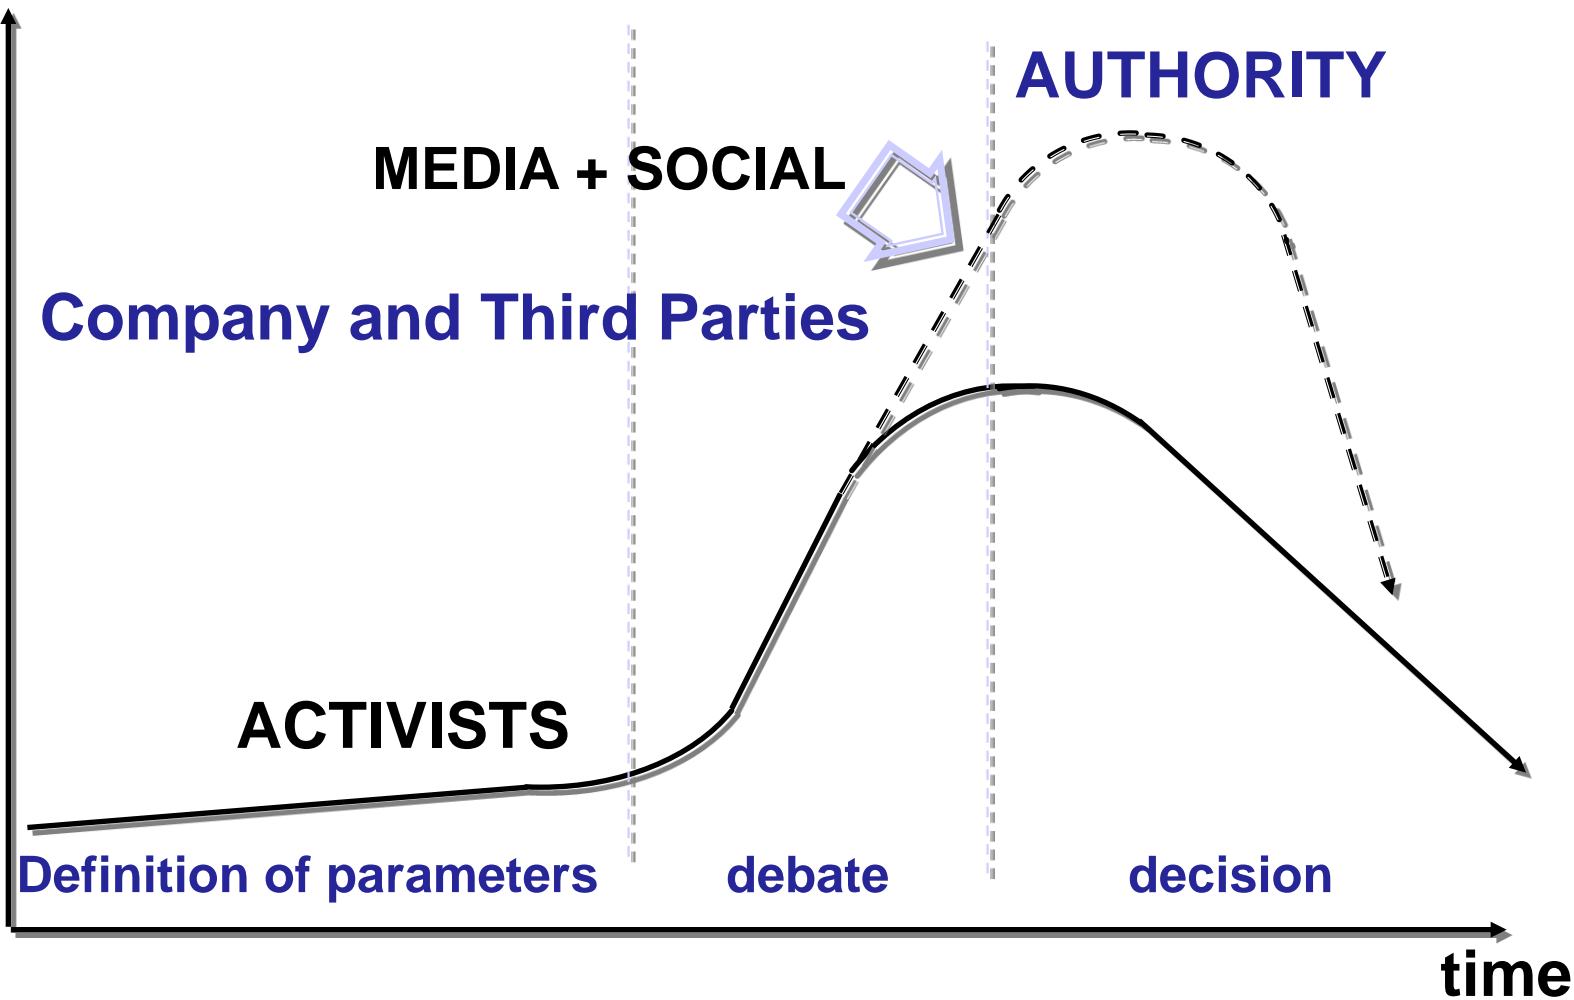 AUTHORITY
MEDIA + SOCIAL
Company and Third Parties
ACTIVISTS
Definition of parameters
debate
decision
time